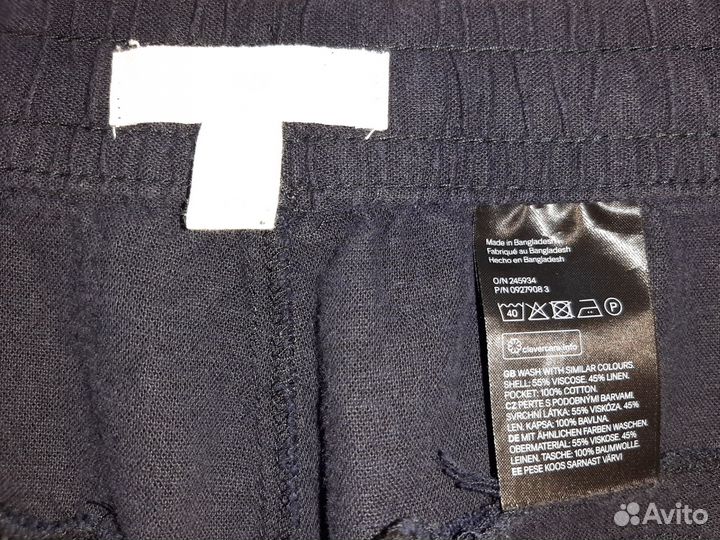 Made in Bangladesh
Fabriqué au Bangladesh
Hecho en Bangladesh
O/N 245934
P/N 0927908 3
40 P
clevercare.info
GB WASH WITH SIMILAR COLOURS.
SHELL: 55% VISCOSE. 45% LINEN.
POCKET: 100% COTTON.
CZ PERTE S PODOBNÝMI BARVAMI.
SVRCHNÍ LÁTKA: 55% VISKÓZA. 45%
LEN. KAPSA: 100% BAVLNA.
DE MIT ÄHNLICHEN FARBEN WASCHEN.
OBERMATERIAL: 55% VISKOSE. 45%
LEINEN. TASCHE: 100% BAUMWOLLE.
EE PESE KOOS SARNAST VÄRVI
Avito